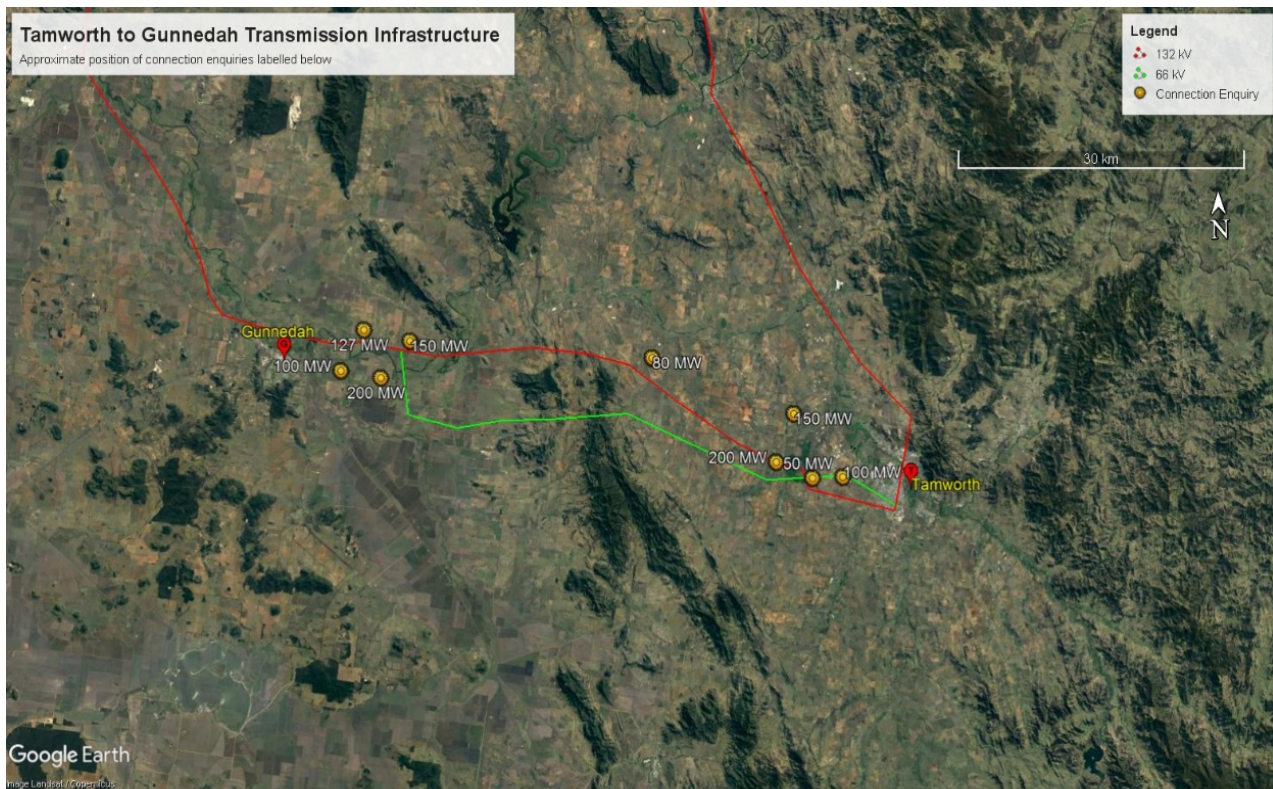 Tamworth to Gunnedah Transmission Infrastructure
Approximate position of connection enquiries labelled below
Legend
132 kV
66 kV
Connection Enquiry
30 km
N
Gunnedah
127 MW
150 MW
100 MW
200 MW
80 MW
150 MW
200 MW
50 MW
100 MW
Tamworth
Google Earth
Image Landsat / Copernicus